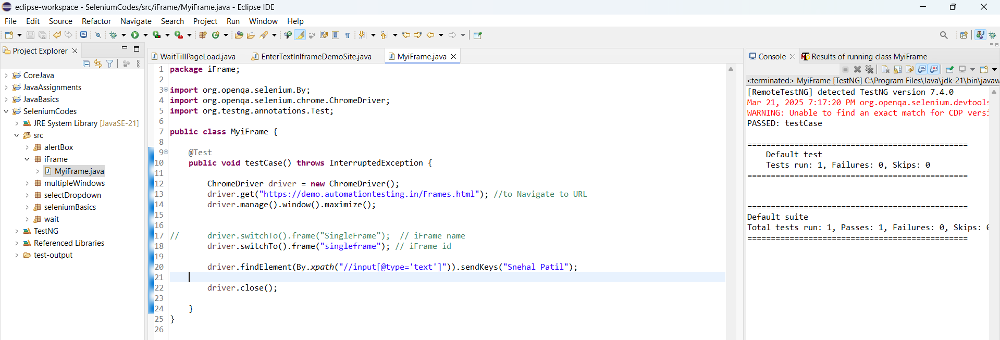 eclipse-workspace - SeleniumCodes/src/iFrame/MyiFrame.java - Eclipse IDE
File Edit Source Refactor Navigate Search Project Run Window Help
Project Explorer
CoreJava
JavaAssignments
JavaBasics
SeleniumCodes
JRE System Library [JavaSE-21]
src
alertBox
iFrame
MyiFrame.java
multipleWindows
selectDropdown
seleniumBasics
wait
TestNG
Referenced Libraries
test-output
WaitTillPageLoad.java EnterTextInIframeDemoSite.java MyiFrame.java
1 package iFrame;
2
3 import org.openqa.selenium.By;
4 import org.openqa.selenium.chrome.ChromeDriver;
5 import org.testng.annotations.Test;
6
7 public class MyiFrame {
8
9 @Test
10 public void testCase() throws InterruptedException {
11
12 ChromeDriver driver = new ChromeDriver();
13 driver.get("https://demo.automationtesting.in/Frames.html"); //to Navigate to URL
14 driver.manage().window().maximize();
15
16
17 // driver.switchTo().frame("SingleFrame"); // iFrame name
18 driver.switchTo().frame("singleframe"); // iFrame id
19
20 driver.findElement(By.xpath("//input[@type='text']")).sendKeys("Snehal Patil");
21
22 driver.close();
23
24 }
25 }
26
Console Results of running class MyiFrame
<terminated> MyiFrame [TestNG] C:\Program Files\Java\jdk-21\bin\javaw
[RemoteTestNG] detected TestNG version 7.4.0
Mar 21, 2025 7:17:20 PM org.openqa.selenium.devtools
WARNING: Unable to find an exact match for CDP versi
PASSED: testCase
===============================================
Default test
Tests run: 1, Failures: 0, Skips: 0
===============================================
===============================================
Default suite
Total tests run: 1, Passes: 1, Failures: 0, Skips: 0
===============================================